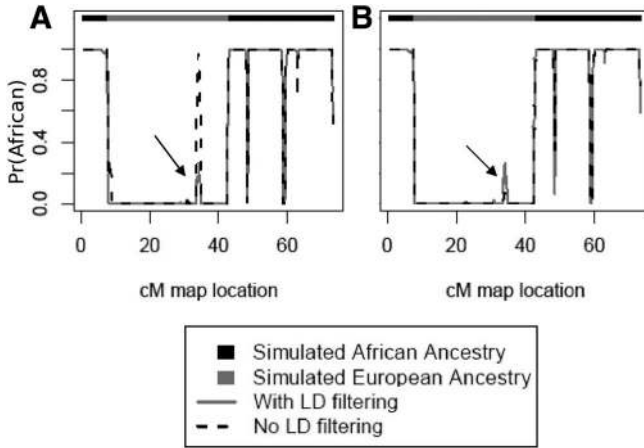 A
B
Pr(African)
0.8
0.4
0.0
0 20 40 60
0 20 40 60
cM map location
cM map location
Simulated African Ancestry
Simulated European Ancestry
With LD filtering
No LD filtering